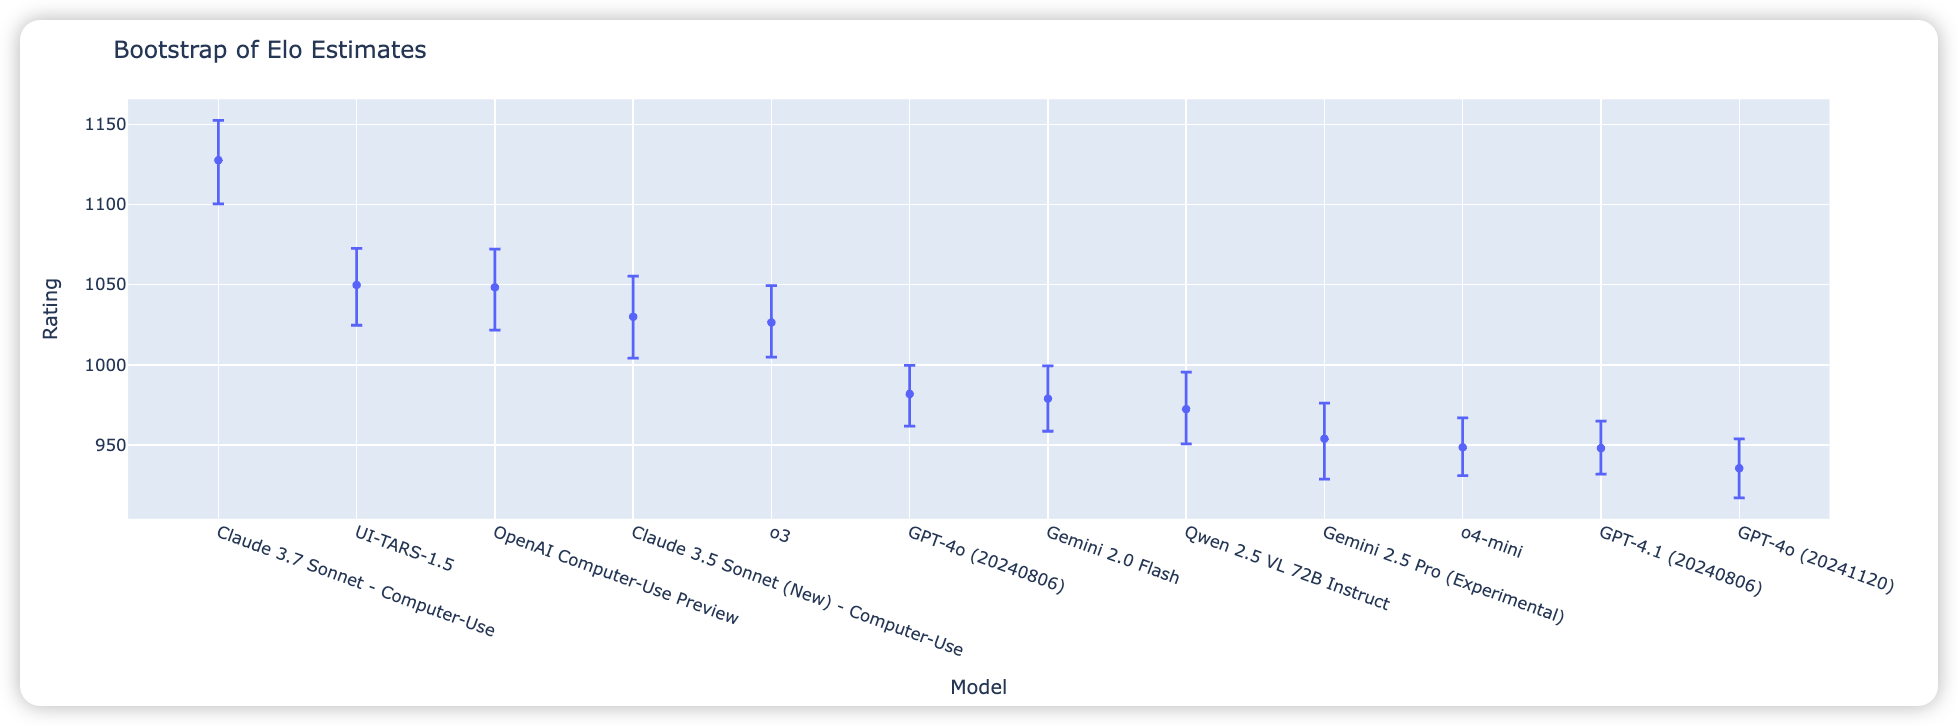 Bootstrap of Elo Estimates
1150
1100
1050
1000
950
Rating
Claude 3.7 Sonnet - Computer-Use
UI-TARS-1.5
OpenAI Computer-Use Preview
Claude 3.5 Sonnet (New) - Computer-Use
o3
GPT-4o (20240806)
Gemini 2.0 Flash
Qwen 2.5 VL 72B Instruct
Gemini 2.5 Pro (Experimental)
o4-mini
GPT-4.1 (20240806)
GPT-4o (20241120)
Model